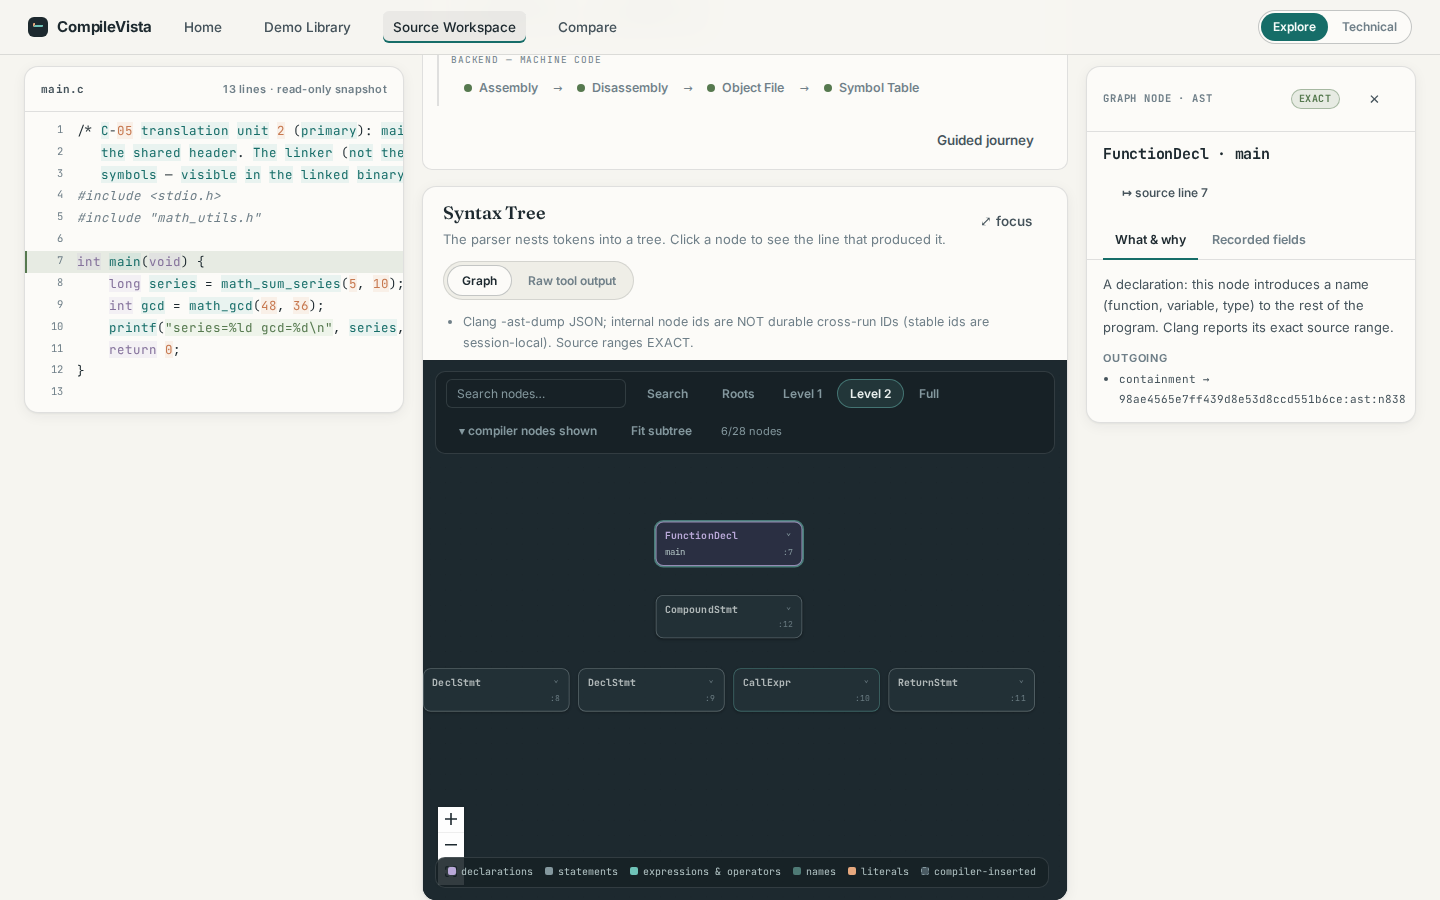 CompileVista
Home
Demo Library
Source Workspace
Compare
Explore
Technical
main.c
13 lines · read-only snapshot
1 /* C-05 translation unit 2 (primary): mai
2 the shared header. The linker (not the
3 symbols — visible in the linked binary
4 #include <stdio.h>
5 #include "math_utils.h"
6
7 int main(void) {
8 long series = math_sum_series(5, 10);
9 int gcd = math_gcd(48, 36);
10 printf("series=%ld gcd=%d\n", series,
11 return 0;
12 }
13
BACKEND — MACHINE CODE
Assembly → Disassembly → Object File → Symbol Table
Guided journey
Syntax Tree
⤢ focus
The parser nests tokens into a tree. Click a node to see the line that produced it.
Graph
Raw tool output
• Clang -ast-dump JSON; internal node ids are NOT durable cross-run IDs (stable ids are
session-local). Source ranges EXACT.
Search nodes...
Search
Roots
Level 1
Level 2
Full
▾ compiler nodes shown
Fit subtree
6/28 nodes
FunctionDecl
main :7
CompoundStmt
:12
DeclStmt
:8
DeclStmt
:9
CallExpr
:10
ReturnStmt
:11
+
−
declarations
statements
expressions & operators
names
literals
compiler-inserted
GRAPH NODE · AST
EXACT
×
FunctionDecl · main
↦ source line 7
What & why
Recorded fields
A declaration: this node introduces a name
(function, variable, type) to the rest of the
program. Clang reports its exact source range.
OUTGOING
• containment →
98ae4565e7ff439d8e53d8ccd551b6ce:ast:n838